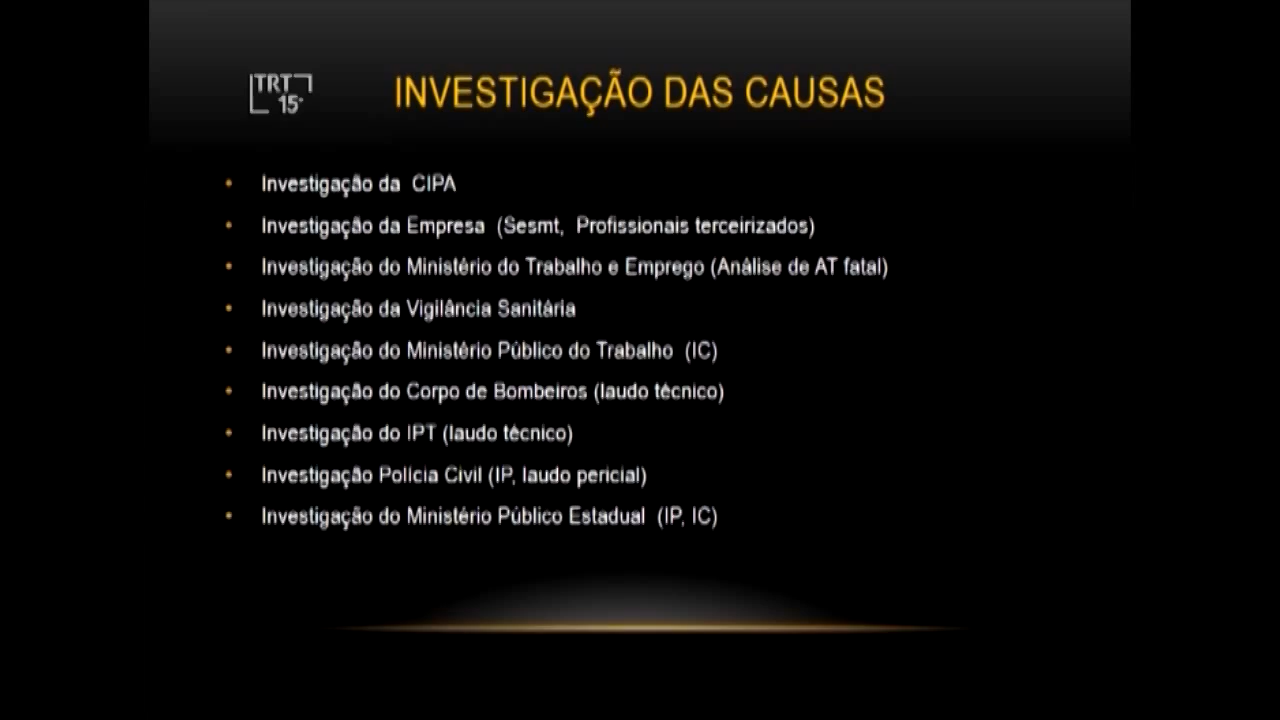 TRT
15ª
INVESTIGAÇÃO DAS CAUSAS
• Investigação da CIPA
• Investigação da Empresa (Sesmt, Profissionais terceirizados)
• Investigação do Ministério do Trabalho e Emprego (Análise de AT fatal)
• Investigação da Vigilância Sanitária
• Investigação do Ministério Público do Trabalho (IC)
• Investigação do Corpo de Bombeiros (laudo técnico)
• Investigação do IPT (laudo técnico)
• Investigação Polícia Civil (IP, laudo pericial)
• Investigação do Ministério Público Estadual (IP, IC)